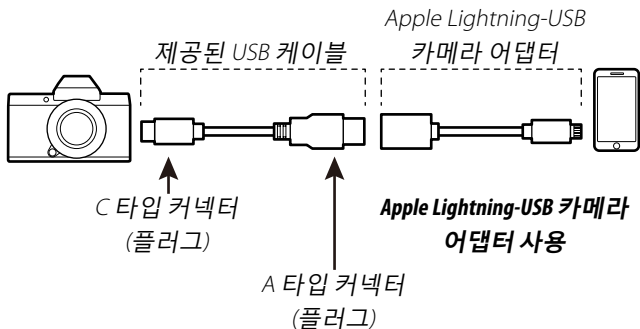 Apple Lightning-USB
카메라 어댑터
제공된 USB 케이블
C 타입 커넥터
(플러그)
A 타입 커넥터
(플러그)
Apple Lightning-USB 카메라
어댑터 사용